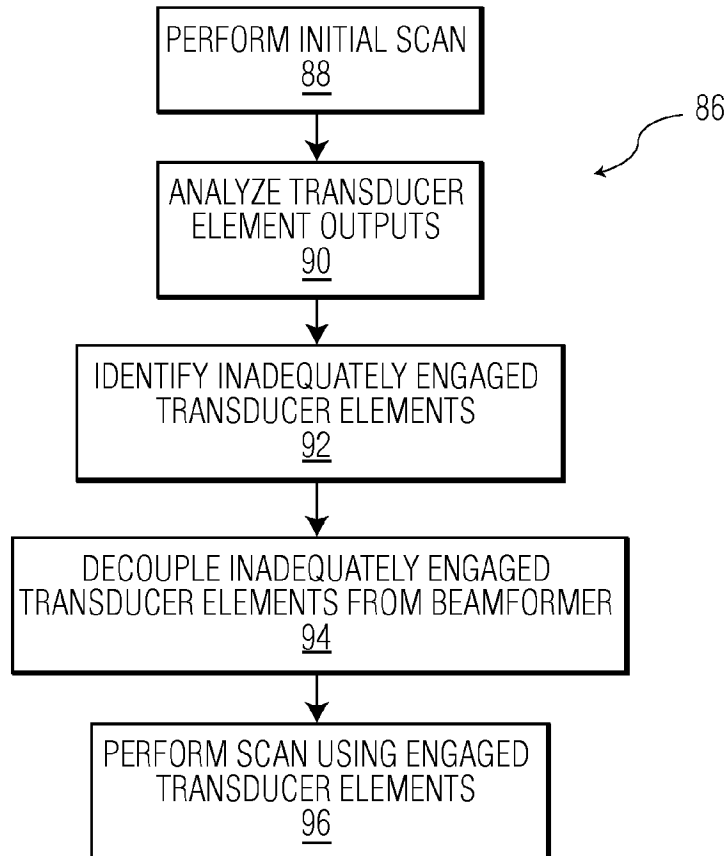 PERFORM INITIAL SCAN
88
86
ANALYZE TRANSDUCER
ELEMENT OUTPUTS
90
IDENTIFY INADEQUATELY ENGAGED
TRANSDUCER ELEMENTS
92
DECOUPLE INADEQUATELY ENGAGED
TRANSDUCER ELEMENTS FROM BEAMFORMER
94
PERFORM SCAN USING ENGAGED
TRANSDUCER ELEMENTS
96